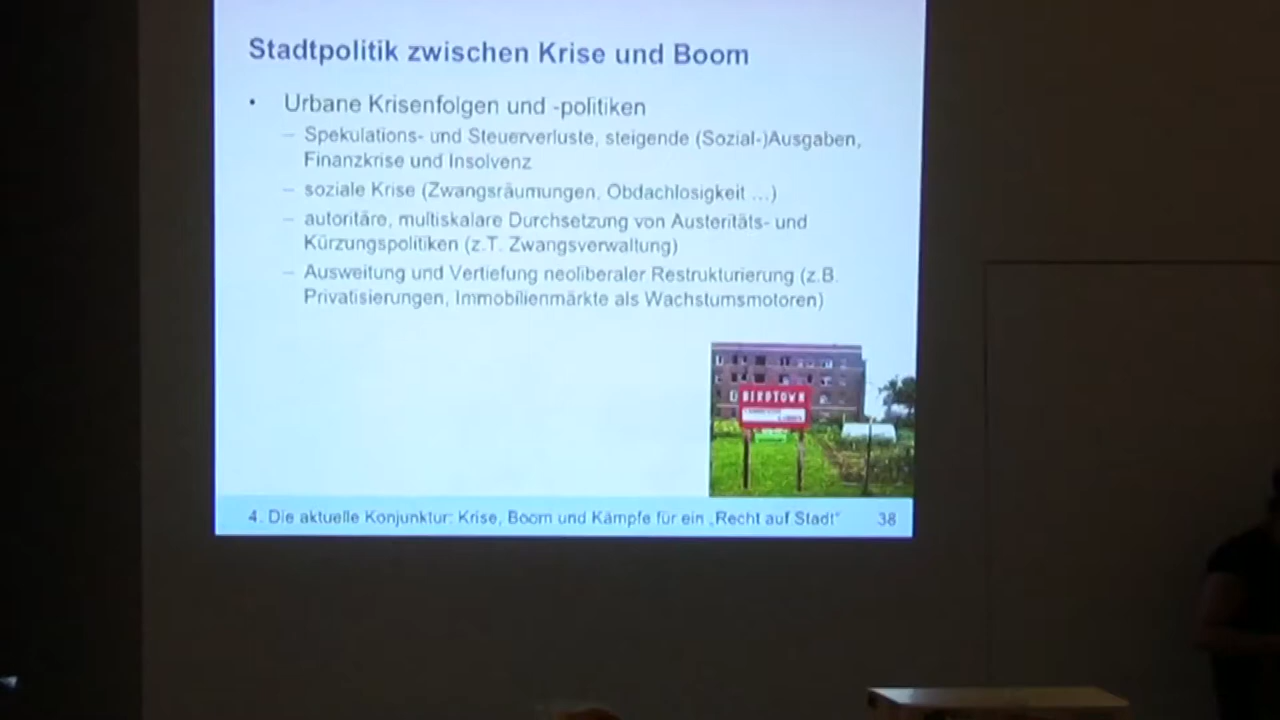 Stadtpolitik zwischen Krise und Boom
• Urbane Krisenfolgen und -politiken
– Spekulations- und Steuerverluste, steigende (Sozial-)Ausgaben,
Finanzkrise und Insolvenz
– soziale Krise (Zwangsräumungen, Obdachlosigkeit ...)
– autoritäre, multiskalare Durchsetzung von Austeritäts- und
Kürzungspolitiken (z.T. Zwangsverwaltung)
– Ausweitung und Vertiefung neoliberaler Restrukturierung (z.B.
Privatisierungen, Immobilienmärkte als Wachstumsmotoren)
BIRDTOWN
4. Die aktuelle Konjunktur: Krise, Boom und Kämpfe für ein „Recht auf Stadt“ 38